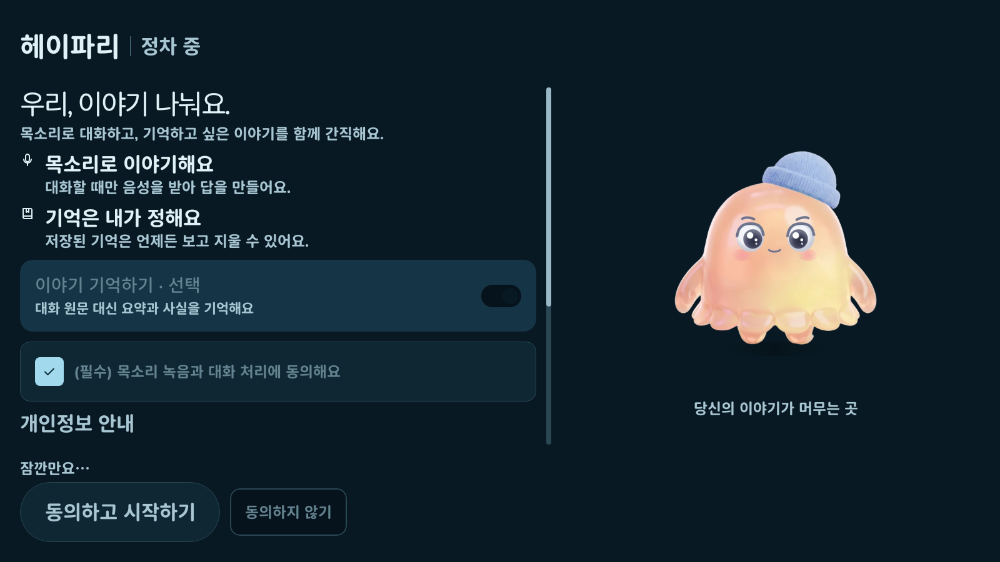 헤이파리
정차 중
우리, 이야기 나눠요.
목소리로 대화하고, 기억하고 싶은 이야기를 함께 간직해요.
목소리로 이야기해요
대화할 때만 음성을 받아 답을 만들어요.
기억은 내가 정해요
저장된 기억은 언제든 보고 지울 수 있어요.
이야기 기억하기 · 선택
대화 원문 대신 요약과 사실을 기억해요
(필수) 목소리 녹음과 대화 처리에 동의해요
개인정보 안내
잠깐만요…
동의하고 시작하기
동의하지 않기
당신의 이야기가 머무는 곳